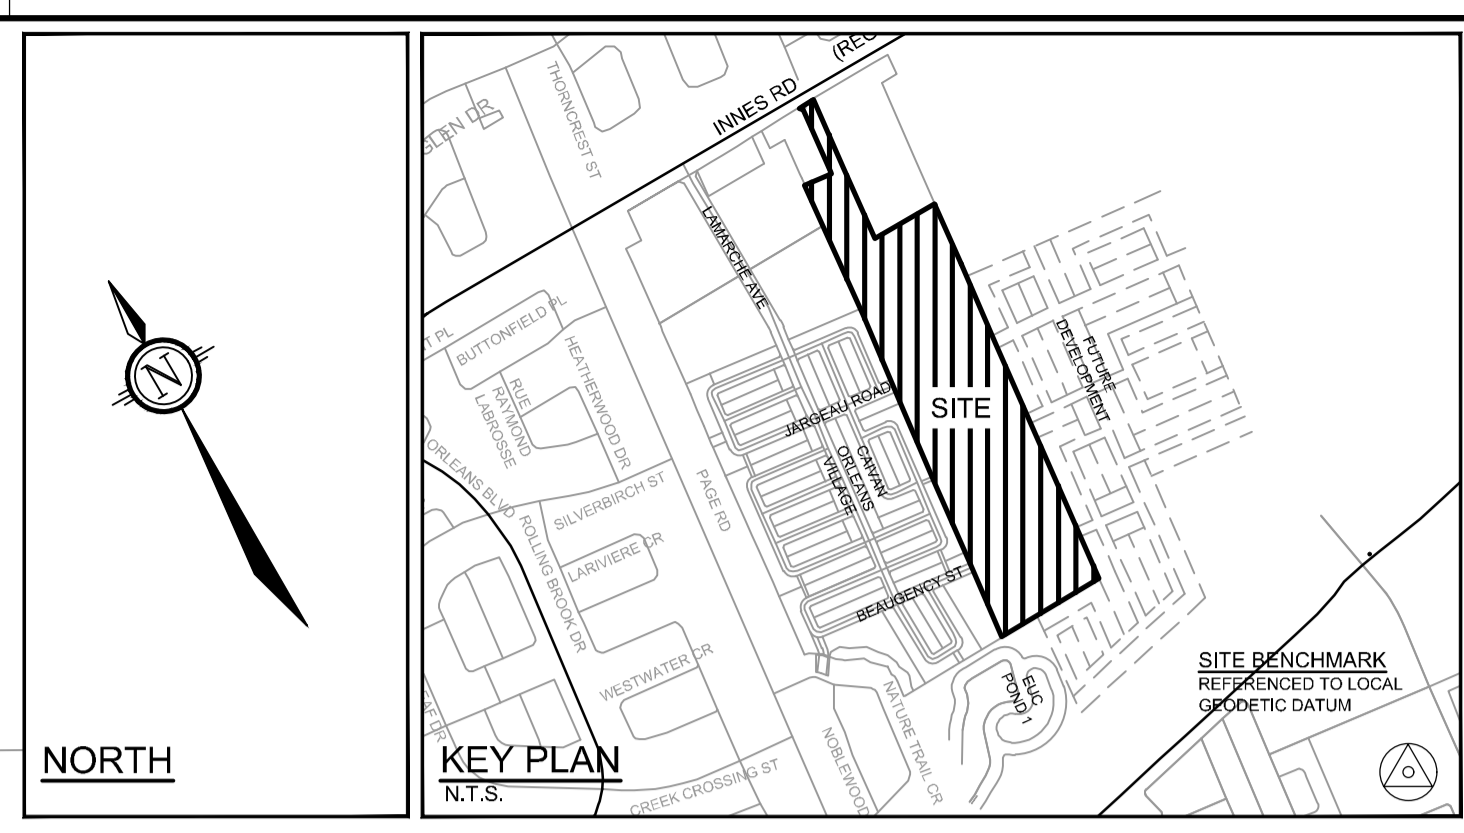 N
NORTH
(REG
INNES RD
THORNCREST ST
GLEN DR
LAMARCHE AVE
BUTTONFIELD PL
PL
HEATHERWOOD DR
RUE
RAYMOND
LABROSSE
FUTURE
DEVELOPMENT
JARGEAU ROAD
SITE
ORLEANS BLVD
CAIVAN
ORLEANS
VILLAGE
SILVERBIRCH ST
PAGE RD
ROLLING BROOK DR
LARIVIERE CR
BEAUGENCY ST
WESTWATER CR
EUC
POND 1
SITE BENCHMARK
REFERENCED TO LOCAL
GEODETIC DATUM
NATURE TRAIL CR
NOBLEWOOD
DR
KEY PLAN
N.T.S.
CREEK CROSSING ST